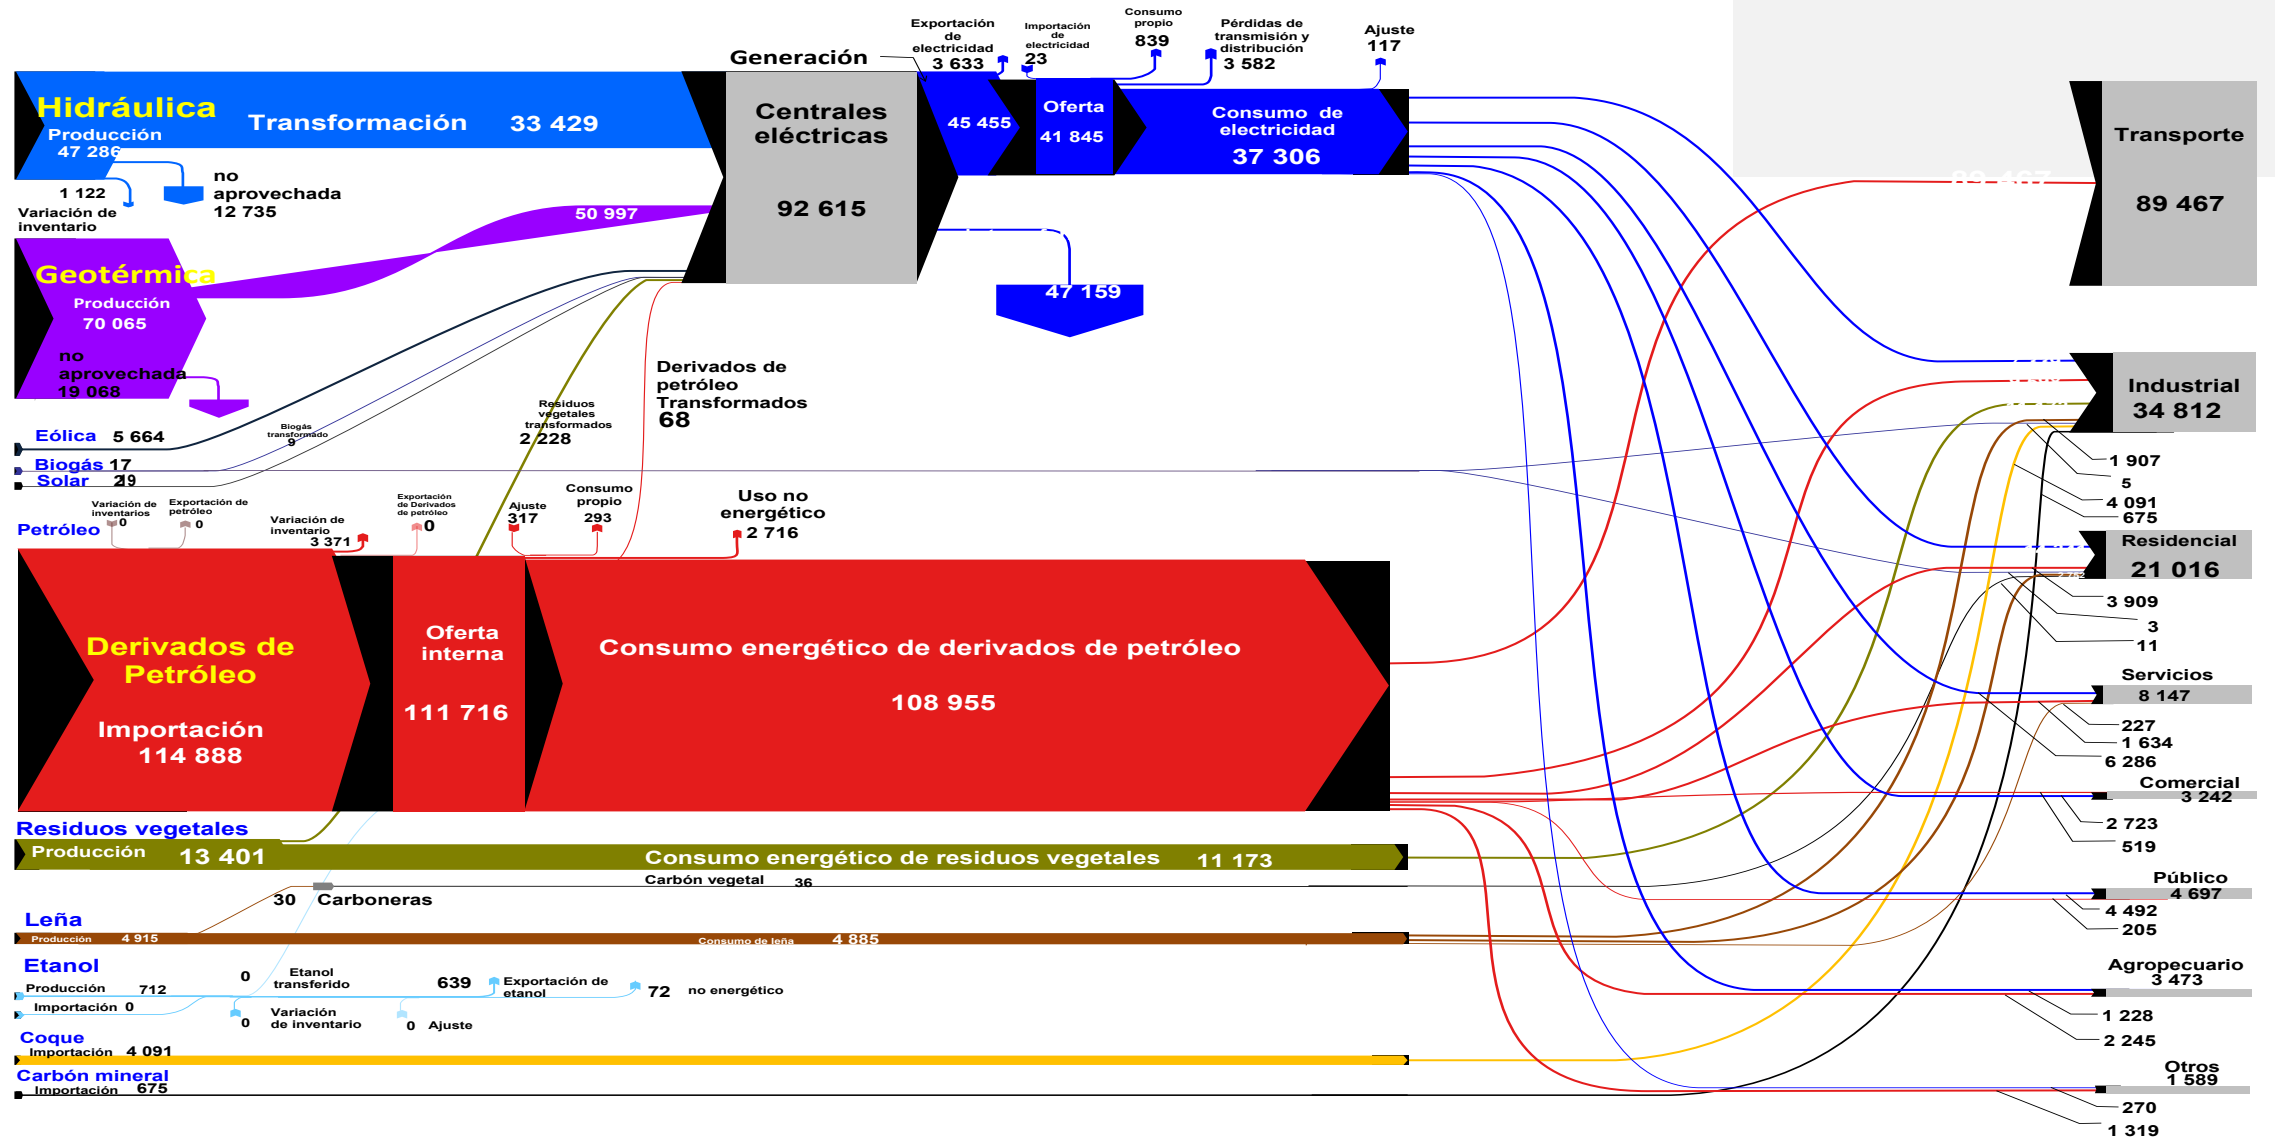 Hidráulica
Producción
47 286
Transformación 33 429
1 122
Variación de
inventario
no
aprovechada
12 735
Generación
Centrales
eléctricas
92 615
Exportación
de
electricidad
3 633
Importación
de
electricidad
23
Consumo
propio
839
Pérdidas de
transmisión y
distribución
3 582
Ajuste
117
45 455
Oferta
41 845
Consumo de
electricidad
37 306
47 159
Geotérmica
Producción
70 065
no
aprovechada
19 068
50 997
Eólica 5 664
Biogás 17
Solar
Biogás
transformado
9
Residuos
vegetales
transformados
2 228
Derivados de
petróleo
Transformados
68
Petróleo
Variación de
inventarios
0
Exportación de
petróleo
0
Variación de
inventario
3 371
Exportación
de Derivados
de petróleo
0
Ajuste
317
Consumo
propio
293
Uso no
energético
2 716
Derivados de
Petróleo
Importación
114 888
Oferta
interna
111 716
Consumo energético de derivados de petróleo
108 955
Residuos vegetales
Producción 13 401
Consumo energético de residuos vegetales 11 173
Carbón vegetal 36
30 Carboneras
Leña
Producción 4 915
Consumo de leña 4 885
Etanol
Producción 712
Importación 0
0
Etanol
transferido
639
Exportación de
etanol
72 no energético
0
Variación
de inventario
0 Ajuste
Coque
Importación 4 091
Carbón mineral
Importación 675
89 467
Transporte
89 467
Industrial
34 812
1 907
5
4 091
675
Residencial
21 016
3 909
3
11
Servicios
8 147
227
1 634
6 286
Comercial
3 242
2 723
519
Público
4 697
4 492
205
Agropecuario
3 473
1 228
2 245
Otros
1 589
270
1 319